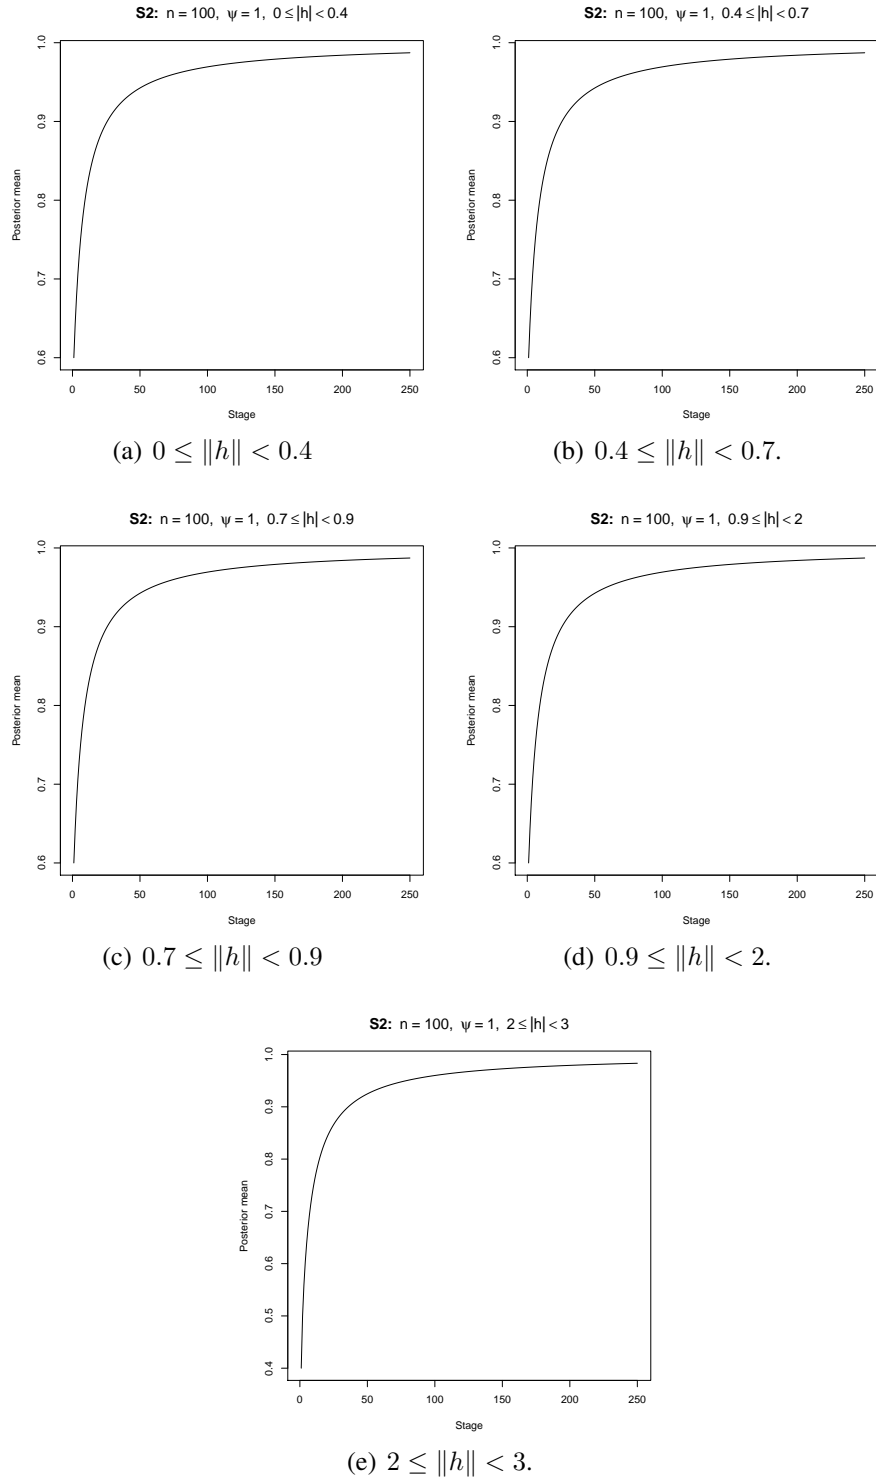 S2: n = 100, ψ = 1, 0 ≤ |h| < 0.4
Posterior mean
0.6 0.7 0.8 0.9 1.0
0 50 100 150 200 250
Stage
(a) 0 ≤ ‖h‖ < 0.4
S2: n = 100, ψ = 1, 0.4 ≤ |h| < 0.7
Posterior mean
0.6 0.7 0.8 0.9 1.0
0 50 100 150 200 250
Stage
(b) 0.4 ≤ ‖h‖ < 0.7.
S2: n = 100, ψ = 1, 0.7 ≤ |h| < 0.9
Posterior mean
0.6 0.7 0.8 0.9 1.0
0 50 100 150 200 250
Stage
(c) 0.7 ≤ ‖h‖ < 0.9
S2: n = 100, ψ = 1, 0.9 ≤ |h| < 2
Posterior mean
0.6 0.7 0.8 0.9 1.0
0 50 100 150 200 250
Stage
(d) 0.9 ≤ ‖h‖ < 2.
S2: n = 100, ψ = 1, 2 ≤ |h| < 3
Posterior mean
0.4 0.5 0.6 0.7 0.8 0.9 1.0
0 50 100 150 200 250
Stage
(e) 2 ≤ ‖h‖ < 3.